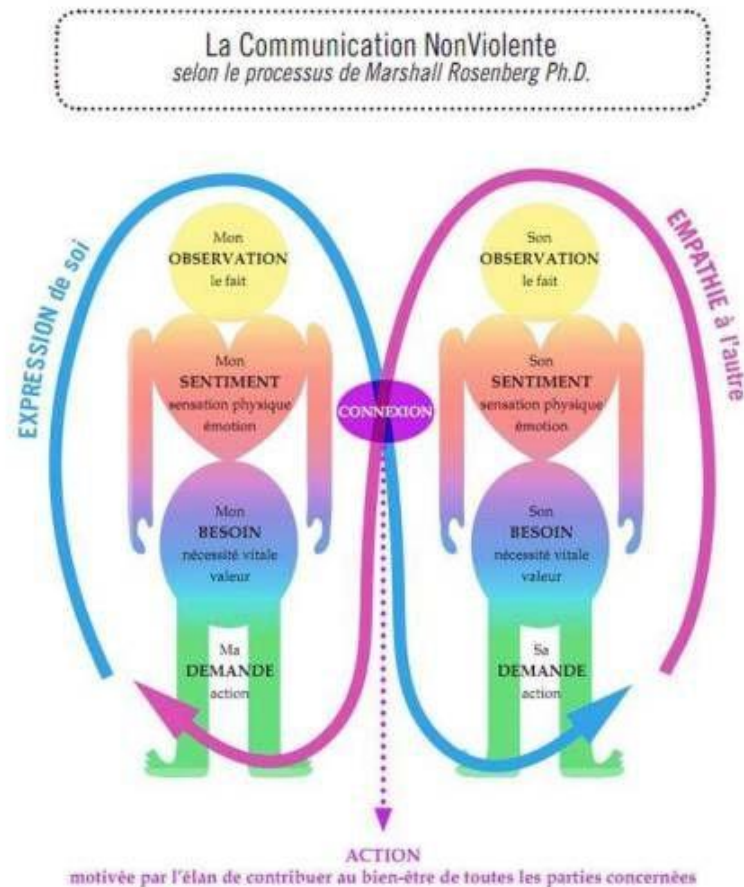 La Communication NonViolente
selon le processus de Marshall Rosenberg Ph.D.
EXPRESSION de soi
Mon
OBSERVATION
le fait
Mon
SENTIMENT
sensation physique
émotion
Mon
BESOIN
nécessité vitale
valeur
Ma
DEMANDE
action
CONNEXION
Son
OBSERVATION
le fait
Son
SENTIMENT
sensation physique
émotion
Son
BESOIN
nécessité vitale
valeur
Sa
DEMANDE
action
EMPATHIE à l'autre
ACTION
motivée par l'élan de contribuer au bien-être de toutes les parties concernées